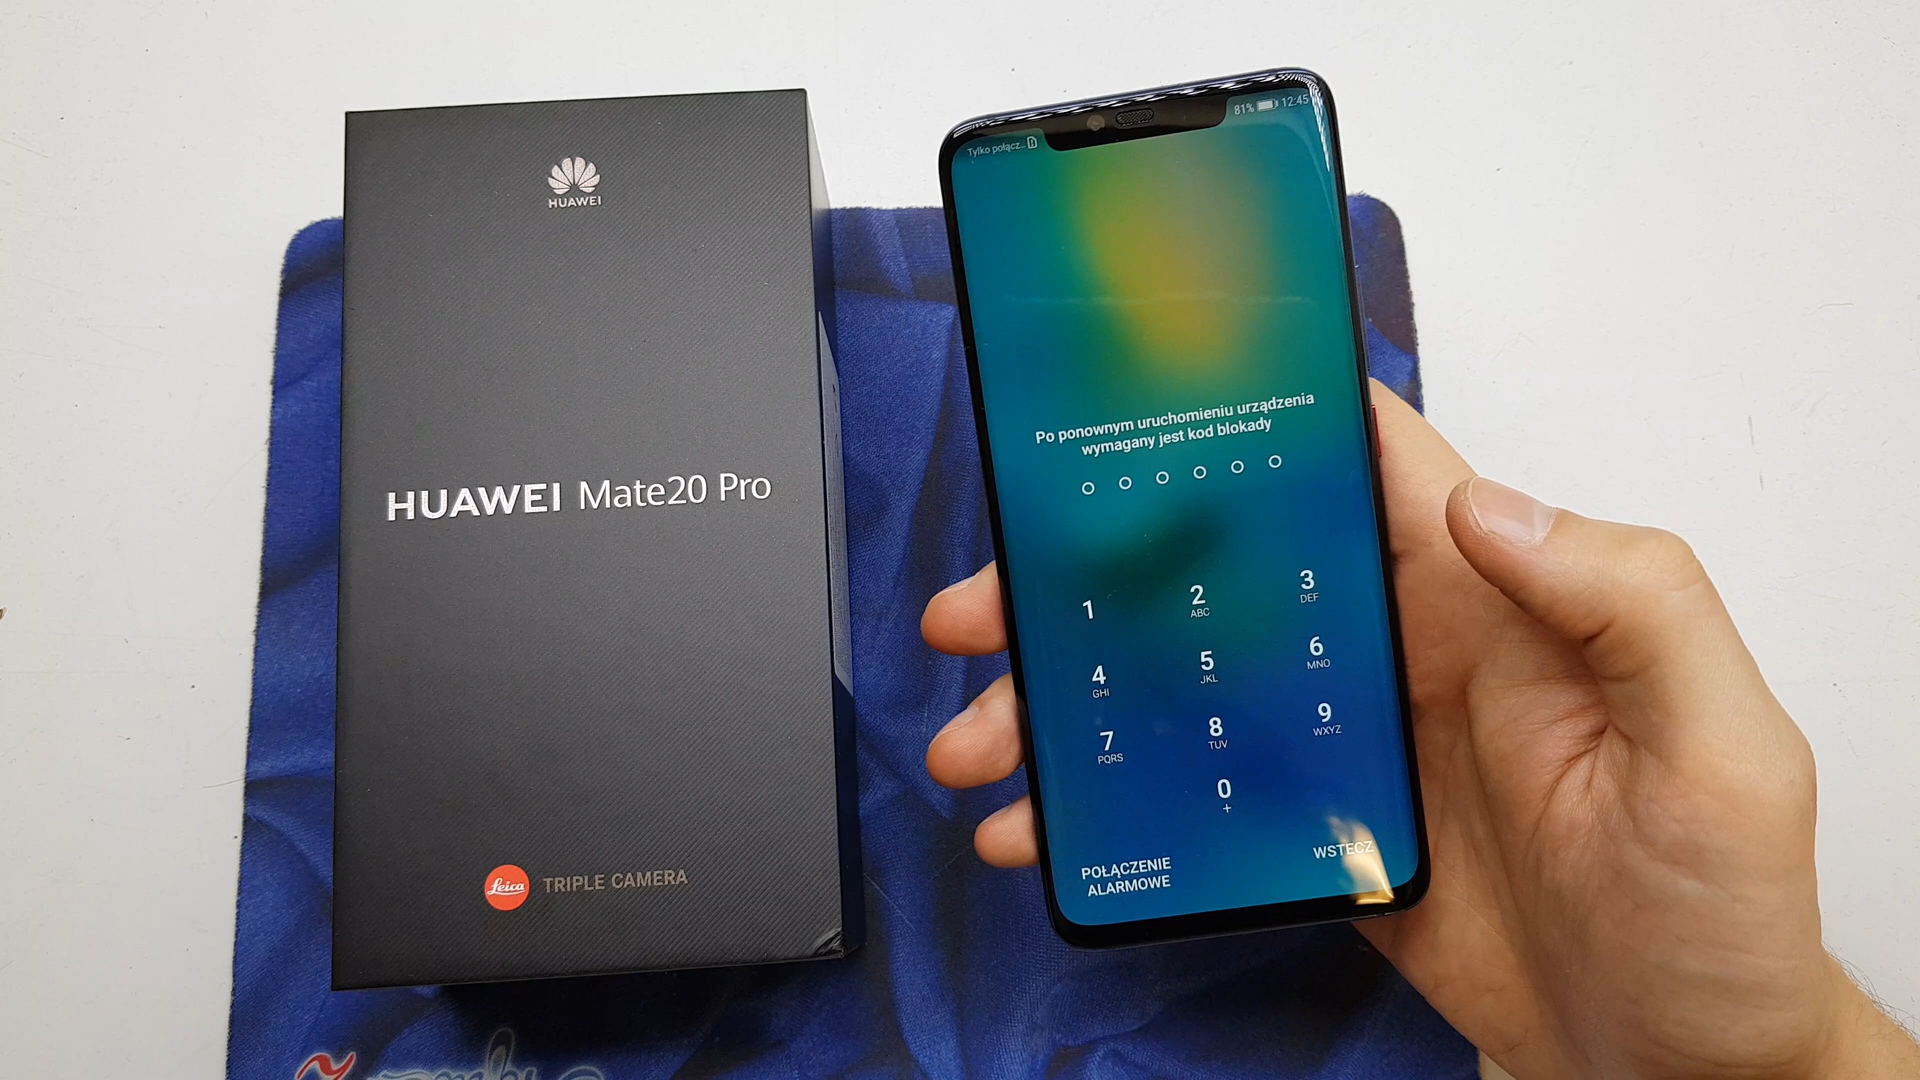 HUAWEI
HUAWEI Mate20 Pro
Leica TRIPLE CAMERA
Tylko połącz...
81% 12:45
Po ponownym uruchomieniu urządzenia
wymagany jest kod blokady
1
2 ABC
3 DEF
4 GHI
5 JKL
6 MNO
7 PQRS
8 TUV
9 WXYZ
0 +
POŁĄCZENIE
ALARMOWE
WSTECZ